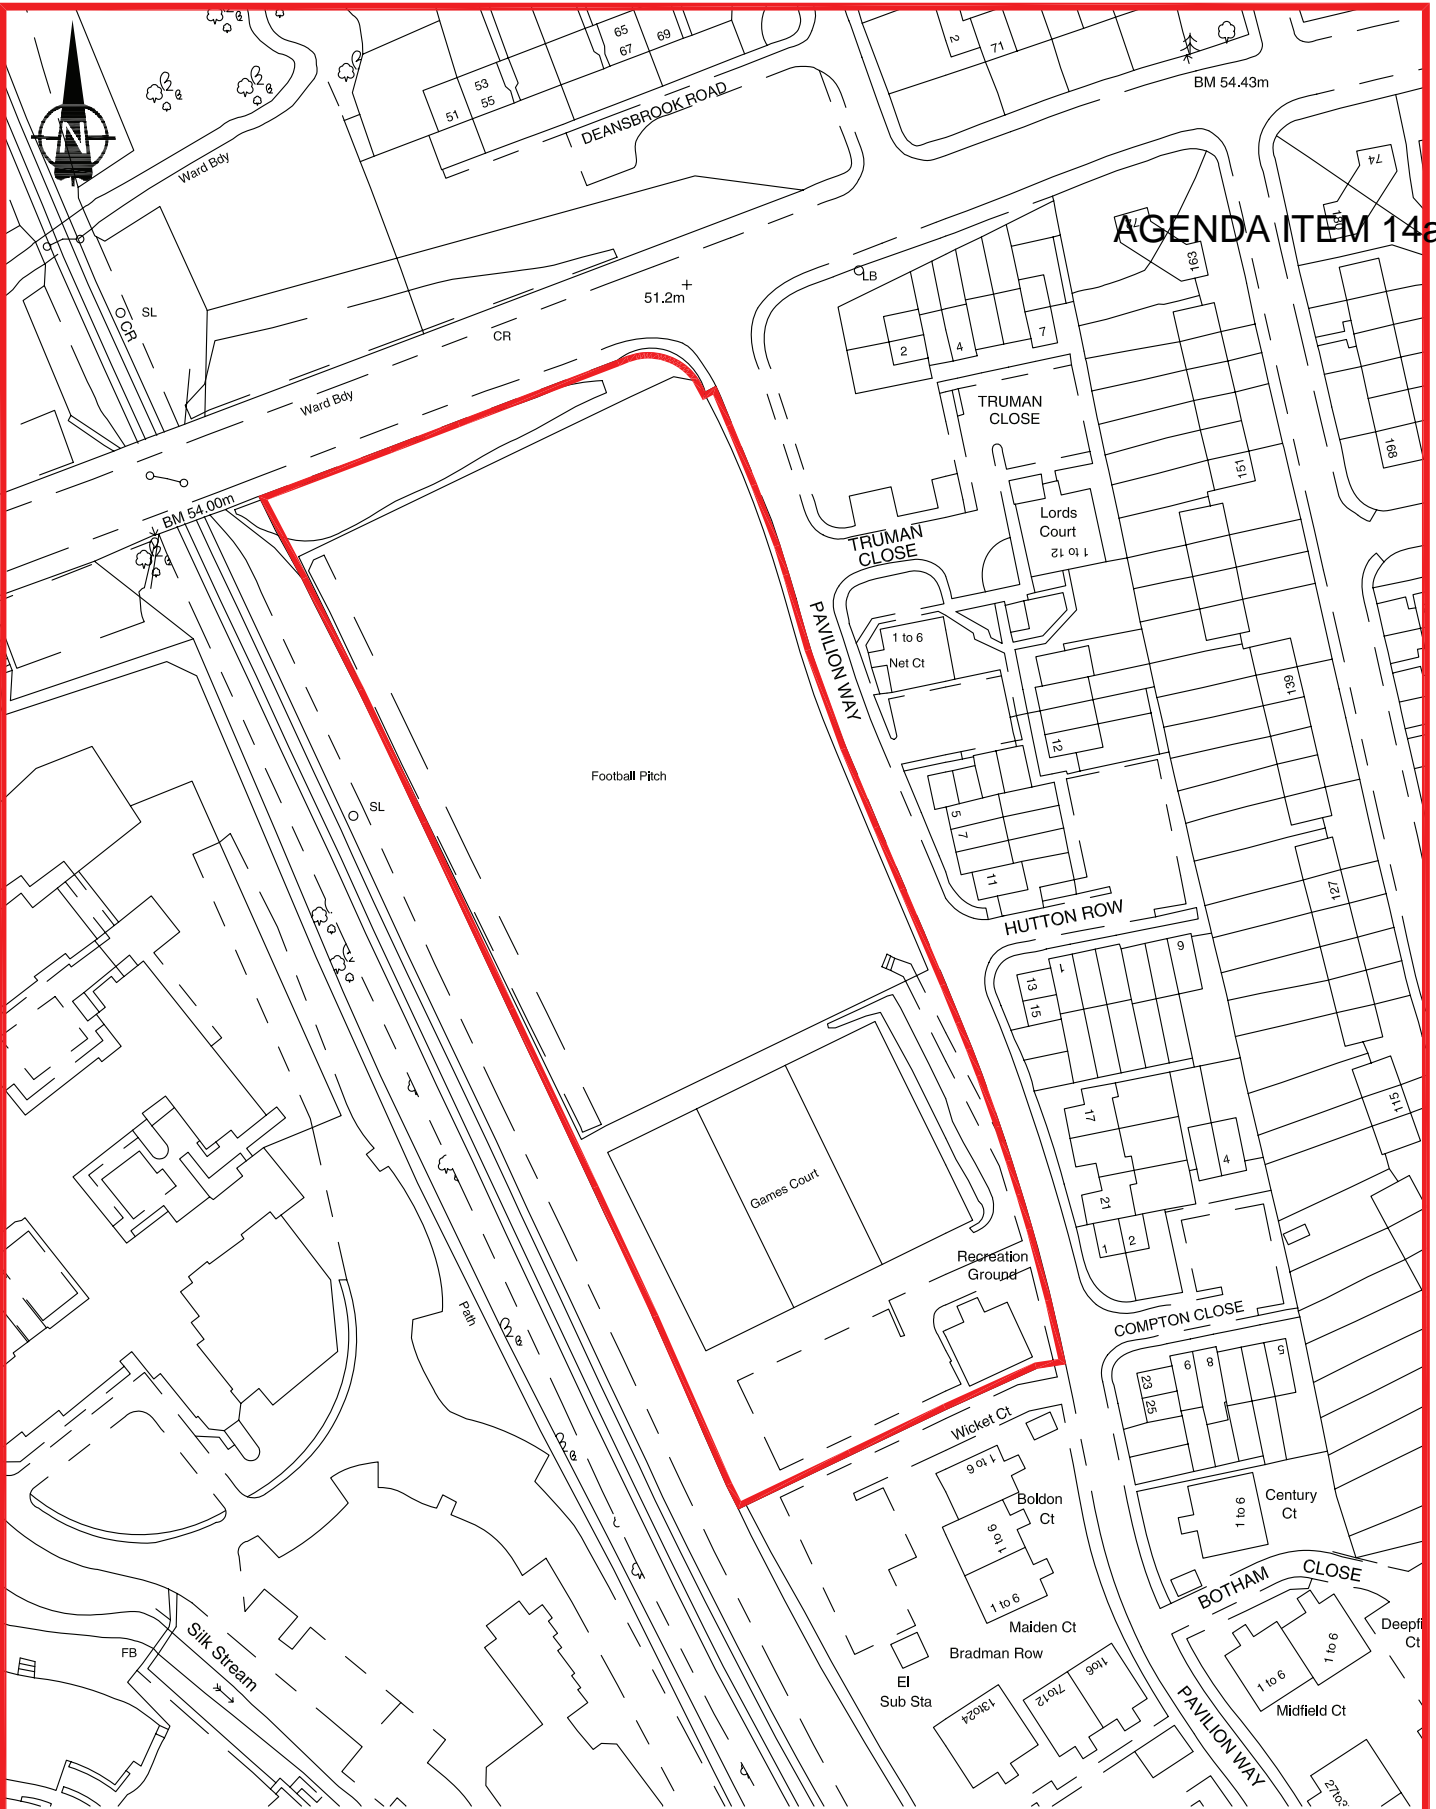 65
67
69
53
55
51
2
71
BM 54.43m
DEANSBROOK ROAD
N
Ward Bdy
74
AGENDA ITEM 14a
163
LB
51.2m
SL
CR
CR
2
4
7
Ward Bdy
TRUMAN
CLOSE
168
151
BM 54.00m
Lords
Court
1 to 12
TRUMAN
CLOSE
PAVILION WAY
1 to 6
Net Ct
139
12
Football Pitch
SL
5
7
11
127
HUTTON ROW
13
15
1
6
17
115
4
21
Games Court
1
2
Recreation
Ground
Path
COMPTON CLOSE
23
25
9
8
5
Wicket Ct
1 to 6
Boldon
Ct
1 to 6
1 to 6
Century
Ct
1 to 6
BOTHAM
CLOSE
Maiden Ct
Bradman Row
El
Sub Sta
Silk Stream
FB
13to24
7to12
1to6
PAVILION WAY
1 to 6
1 to 6
Midfield Ct
Deepfi
Ct